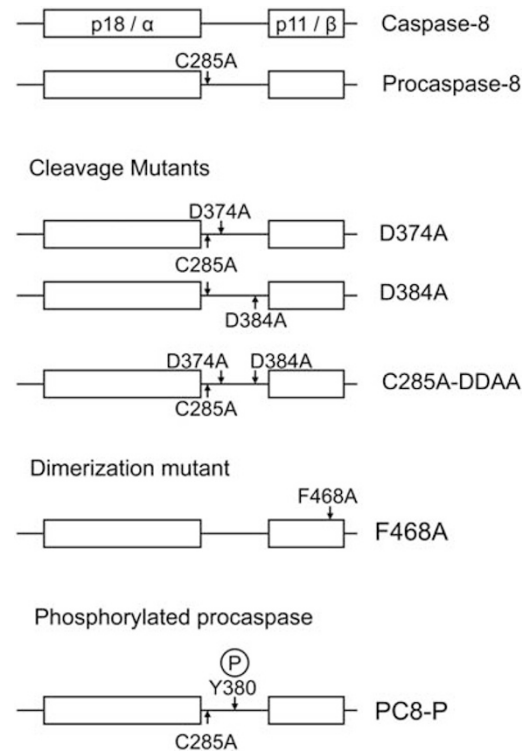 p18 / α p11 / β Caspase-8
C285A
Procaspase-8
Cleavage Mutants
D374A
D374A
C285A
D384A
D384A
D374A D384A
C285A-DDAA
C285A
Dimerization mutant
F468A
F468A
Phosphorylated procaspase
P
Y380
PC8-P
C285A